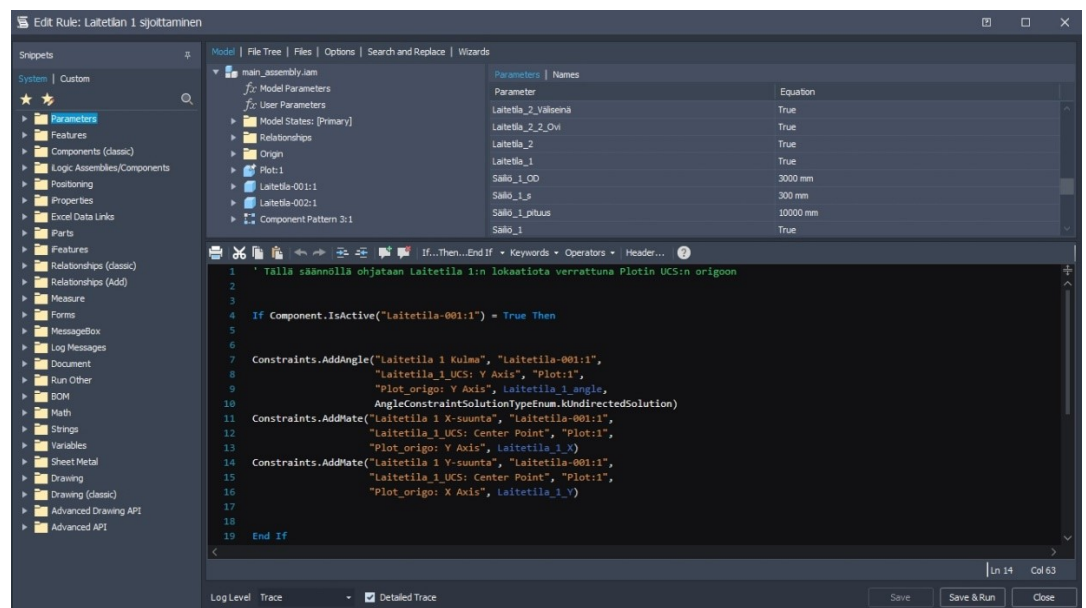 Edit Rule: Laitetilan 1 sijoittaminen
Snippets
System | Custom
Parameters
Features
Components (classic)
iLogic Assemblies/Components
Positioning
iProperties
Excel Data Links
iParts
iFeatures
Relationships (classic)
Relationships (Add)
Measure
Forms
MessageBox
Log Messages
Document
Run Other
BOM
Math
Strings
Variables
Sheet Metal
Drawing
Drawing (classic)
Advanced Drawing API
Advanced API
Model | File Tree | Files | Options | Search and Replace | Wizards
main_assembly.iam
fx Model Parameters
fx User Parameters
Model States: [Primary]
Relationships
Origin
Plot:1
Laitetila-001:1
Laitetila-002:1
Component Pattern 3:1
Parameters | Names
Parameter Equation
Laitetila_2_Väliseinä True
Laitetila_2_2_Ovi True
Laitetila_2 True
Laitetila_1 True
Säiliö_1_OD 3000 mm
Säiliö_1_s 300 mm
Säiliö_1_pituus 10000 mm
Säiliö_1 True
If...Then...End If Keywords Operators Header... ?
1 ' Tällä säännöllä ohjataan Laitetila 1:n lokaatiota verrattuna Plotin UCS:n origoon
2
3
4 If Component.IsActive("Laitetila-001:1") = True Then
5
6
7 Constraints.AddAngle("Laitetila 1 Kulma", "Laitetila-001:1",
8 "Laitetila_1_UCS: Y Axis", "Plot:1",
9 "Plot_origo: Y Axis", Laitetila_1_angle,
10 AngleConstraintSolutionTypeEnum.kUndirectedSolution)
11 Constraints.AddMate("Laitetila 1 X-suunta", "Laitetila-001:1",
12 "Laitetila_1_UCS: Center Point", "Plot:1",
13 "Plot_origo: Y Axis", Laitetila_1_X)
14 Constraints.AddMate("Laitetila 1 Y-suunta", "Laitetila-001:1",
15 "Laitetila_1_UCS: Center Point", "Plot:1",
16 "Plot_origo: X Axis", Laitetila_1_Y)
17
18
19 End If
Ln 14 Col 63
Log Level Trace Detailed Trace Save Save & Run Close